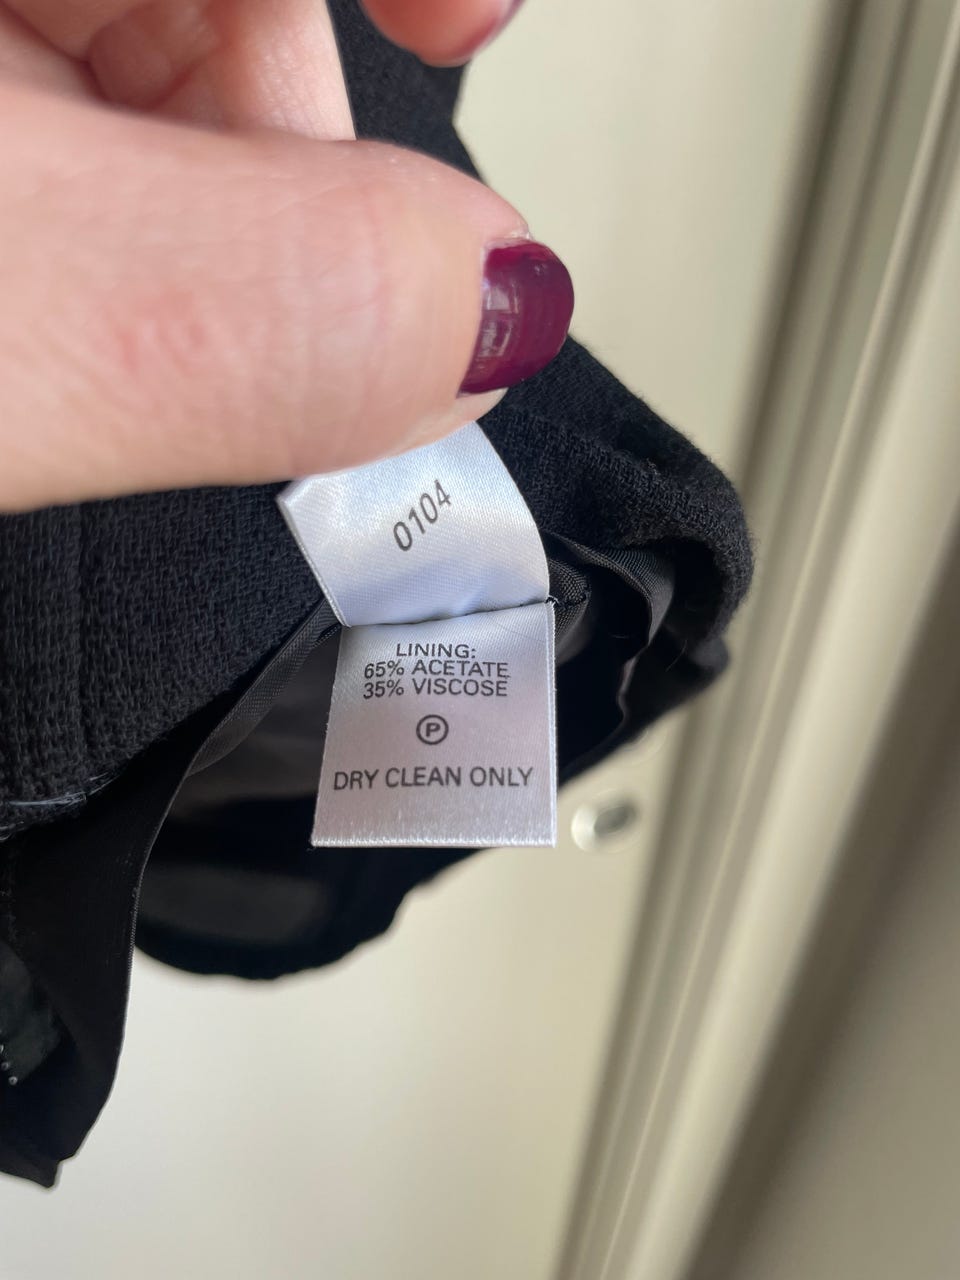 0104
LINING:
65% ACETATE
35% VISCOSE
P
DRY CLEAN ONLY